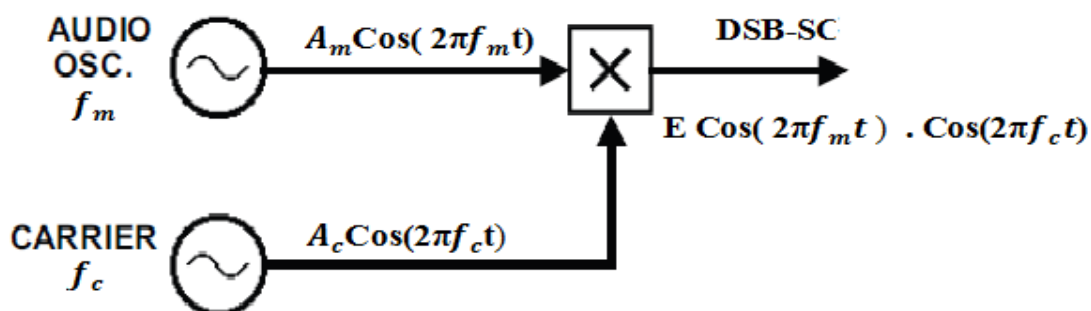 AUDIO
OSC.
f_m
A_mCos( 2πf_mt)
DSB-SC
×
E Cos( 2πf_mt ) . Cos(2πf_ct)
CARRIER
f_c
A_cCos(2πf_ct)